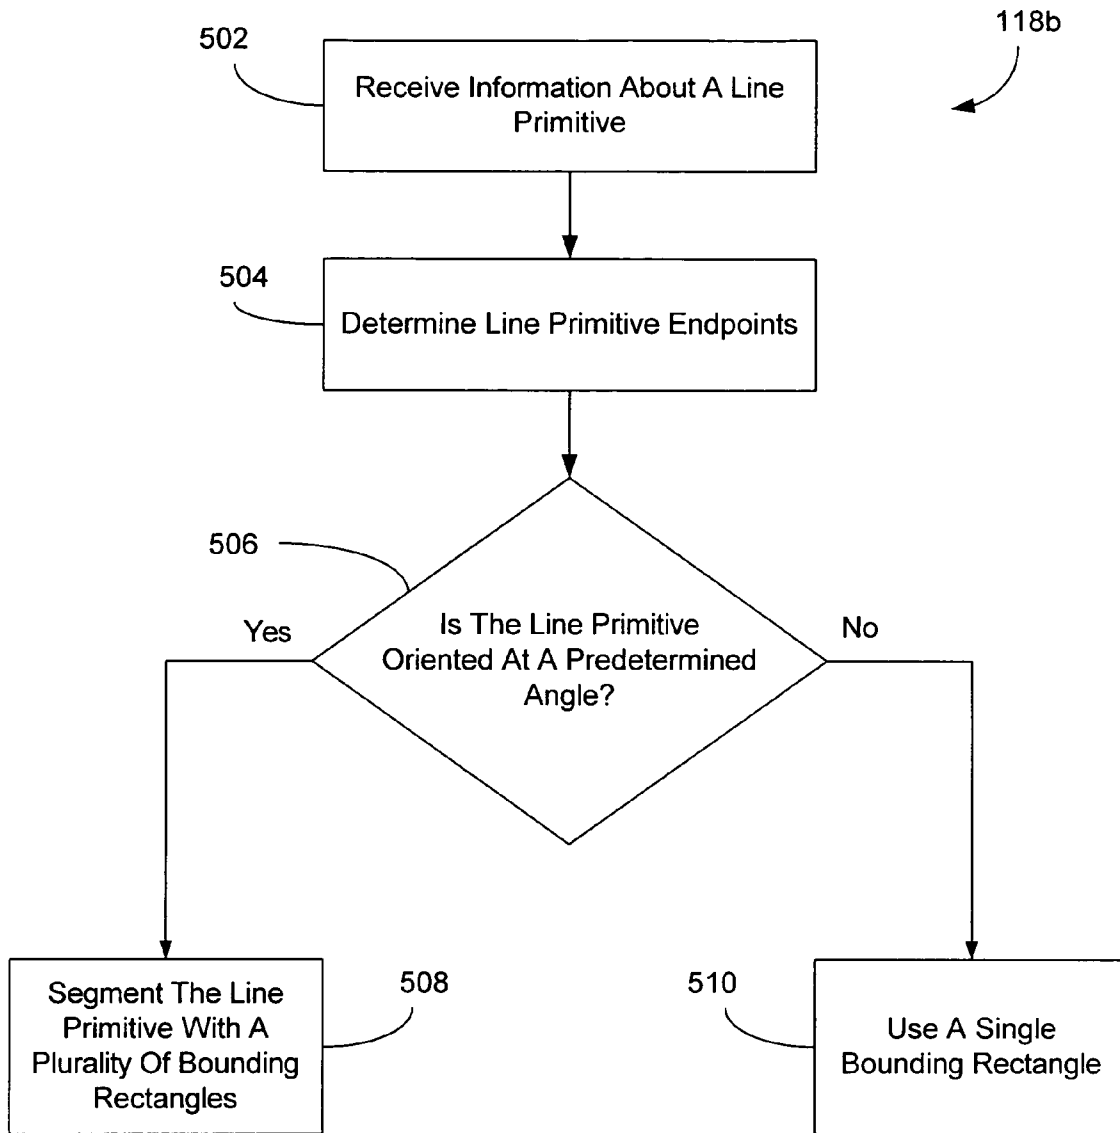 502
118b
Receive Information About A Line
Primitive
504
Determine Line Primitive Endpoints
506
Yes
Is The Line Primitive
Oriented At A Predetermined
Angle?
No
Segment The Line
Primitive With A
Plurality Of Bounding
Rectangles
508
510
Use A Single
Bounding Rectangle